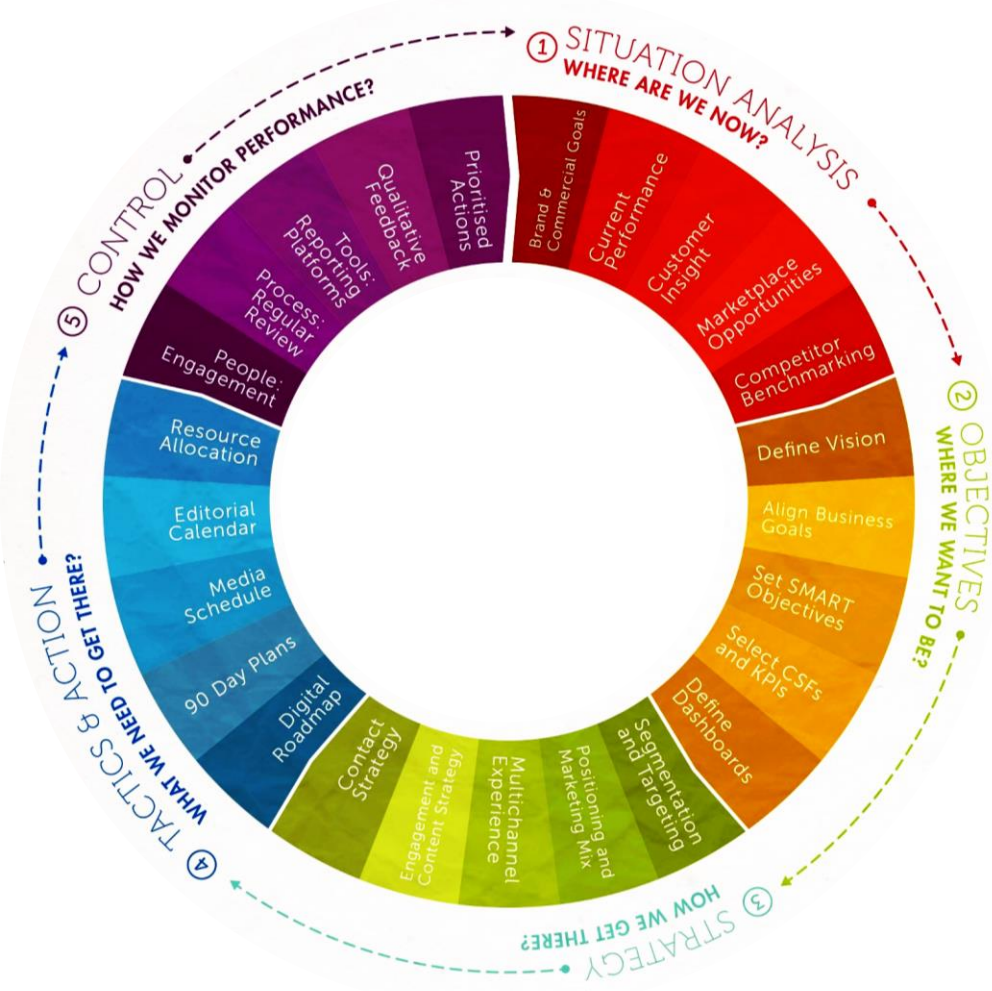 1
SITUATION ANALYSIS
WHERE ARE WE NOW?
Brand &
Commercial Goals
Current
Performance
Customer
Insight
Marketplace
Opportunities
Competitor
Benchmarking
2
OBJECTIVES
WHERE WE WANT TO BE?
Define Vision
Align Business
Goals
Set SMART
Objectives
Select CSFs
and KPIs
Define
Dashboards
3
STRATEGY
HOW WE GET THERE?
Segmentation
and Targeting
Positioning and
Marketing Mix
Multichannel
Experience
Engagement and
Content Strategy
Contact
Strategy
4
TACTICS & ACTION
WHAT WE NEED TO GET THERE?
Digital
Roadmap
90 Day Plans
Media
Schedule
Editorial
Calendar
Resource
Allocation
5
CONTROL
HOW WE MONITOR PERFORMANCE?
People:
Engagement
Process:
Regular
Review
Tools:
Reporting
Platforms
Qualitative
Feedback
Prioritised
Actions